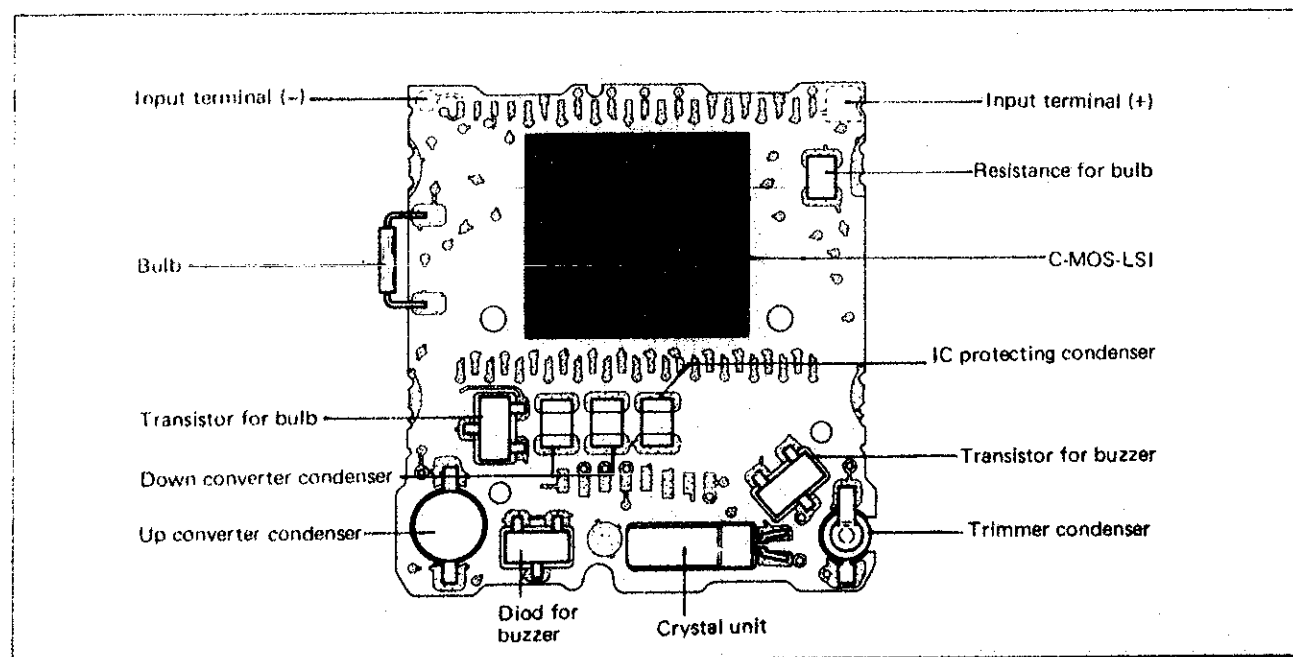 Input terminal (-)
Input terminal (+)
Resistance for bulb
Bulb
C-MOS-LSI
IC protecting condenser
Transistor for bulb
Transistor for buzzer
Down converter condenser
Up converter condenser
Trimmer condenser
Diod for
buzzer
Crystal unit